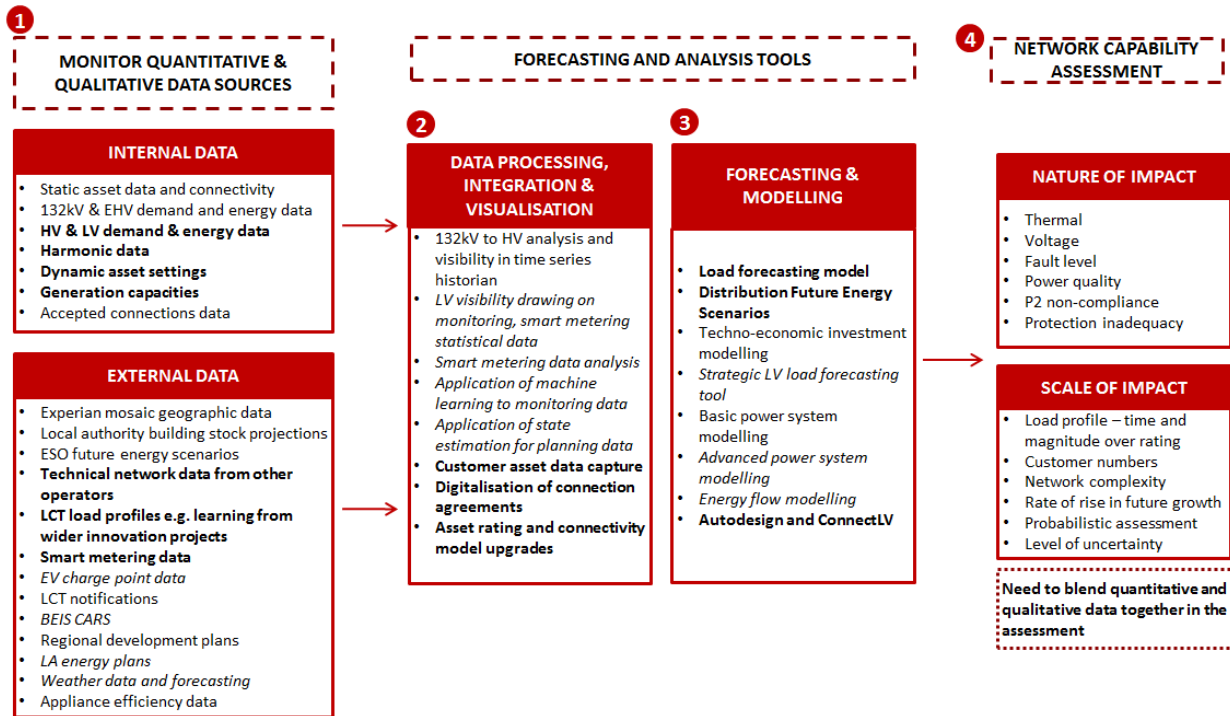 1
MONITOR QUANTITATIVE &
QUALITATIVE DATA SOURCES
INTERNAL DATA
• Static asset data and connectivity
• 132kV & EHV demand and energy data
• HV & LV demand & energy data
• Harmonic data
• Dynamic asset settings
• Generation capacities
• Accepted connections data
EXTERNAL DATA
• Experian mosaic geographic data
• Local authority building stock projections
• ESO future energy scenarios
• Technical network data from other
operators
• LCT load profiles e.g. learning from
wider innovation projects
• Smart metering data
• EV charge point data
• LCT notifications
• BEIS CARS
• Regional development plans
• LA energy plans
• Weather data and forecasting
• Appliance efficiency data
FORECASTING AND ANALYSIS TOOLS
2
DATA PROCESSING,
INTEGRATION &
VISUALISATION
• 132kV to HV analysis and
visibility in time series
historian
• LV visibility drawing on
monitoring, smart metering
statistical data
• Smart metering data analysis
• Application of machine
learning to monitoring data
• Application of state
estimation for planning data
• Customer asset data capture
• Digitalisation of connection
agreements
• Asset rating and connectivity
model upgrades
3
FORECASTING &
MODELLING
• Load forecasting model
• Distribution Future Energy
Scenarios
• Techno-economic investment
modelling
• Strategic LV load forecasting
tool
• Basic power system
modelling
• Advanced power system
modelling
• Energy flow modelling
• Autodesign and ConnectLV
4
NETWORK CAPABILITY
ASSESSMENT
NATURE OF IMPACT
• Thermal
• Voltage
• Fault level
• Power quality
• P2 non-compliance
• Protection inadequacy
SCALE OF IMPACT
• Load profile – time and
magnitude over rating
• Customer numbers
• Network complexity
• Rate of rise in future growth
• Probabilistic assessment
• Level of uncertainty
Need to blend quantitative and
qualitative data together in the
assessment